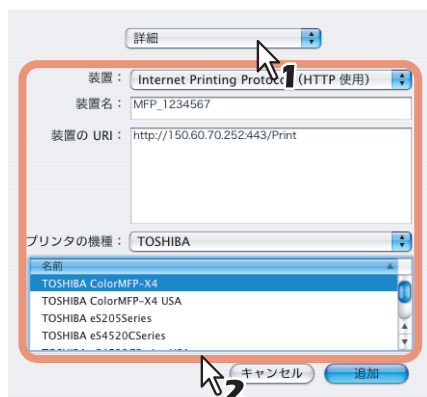 詳細
1
装置： Internet Printing Protocol (HTTP 使用)
装置名： MFP_1234567
装置の URI： http://150.60.70.252:443/Print
プリンタの機種： TOSHIBA
名前
TOSHIBA ColorMFP-X4
TOSHIBA ColorMFP-X4 USA
TOSHIBA eS205Series
TOSHIBA eS4520CSeries
キャンセル 追加
2